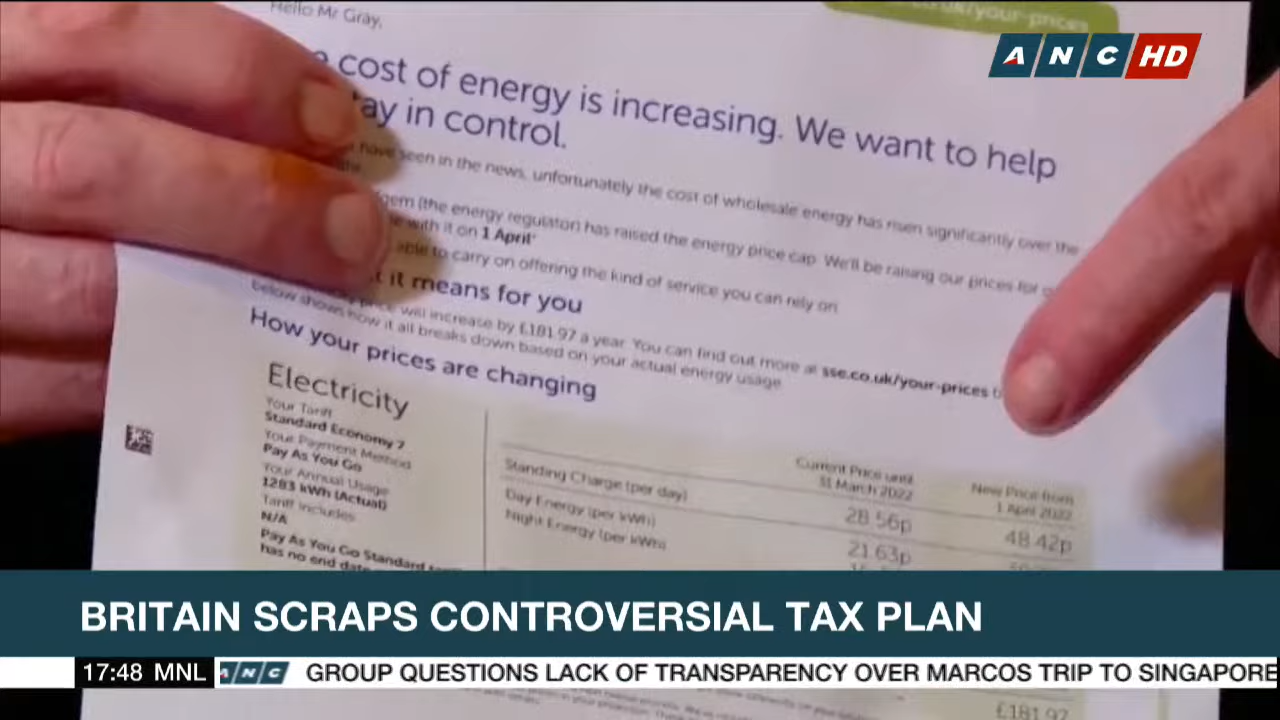 Hello Mr Gray,
your-prices
ANC HD
cost of energy is increasing. We want to help
in control.
have seen in the news, unfortunately the cost of wholesale energy has risen significantly over the
(the energy regulator) has raised the energy price cap. We'll be raising our prices for
with it on 1 April
to carry on offering the kind of service you can rely on
it means for you
price will increase by £181.97 a year. You can find out more at sse.co.uk/your-prices
below shows how it all breaks down based on your actual energy usage
How your prices are changing
Electricity
Your Tariff
Standard Economy 7
Your Payment Method
Pay As You Go
Your Annual Usage
1283 kWh (Actual)
Tariff Includes
N/A
Pay As You Go Standard
has no end date
Current Price until
31 March 2022
New Price from
1 April 2022
Standing Charge (per day)
28.56p
48.42p
Day Energy (per kWh)
21.63p
Night Energy (per kWh)
BRITAIN SCRAPS CONTROVERSIAL TAX PLAN
17:48 MNL ANC GROUP QUESTIONS LACK OF TRANSPARENCY OVER MARCOS TRIP TO SINGAPORE
£181.97